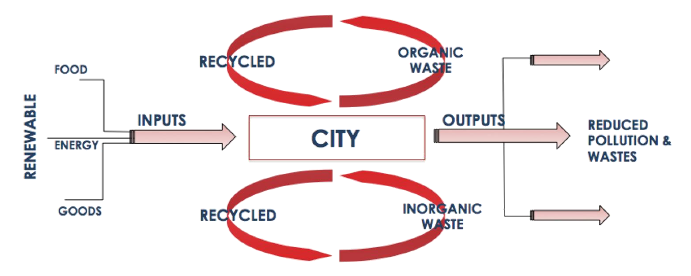 RENEWABLE
FOOD
ENERGY
GOODS
INPUTS
RECYCLED
ORGANIC
WASTE
CITY
RECYCLED
INORGANIC
WASTE
OUTPUTS
REDUCED
POLLUTION &
WASTES